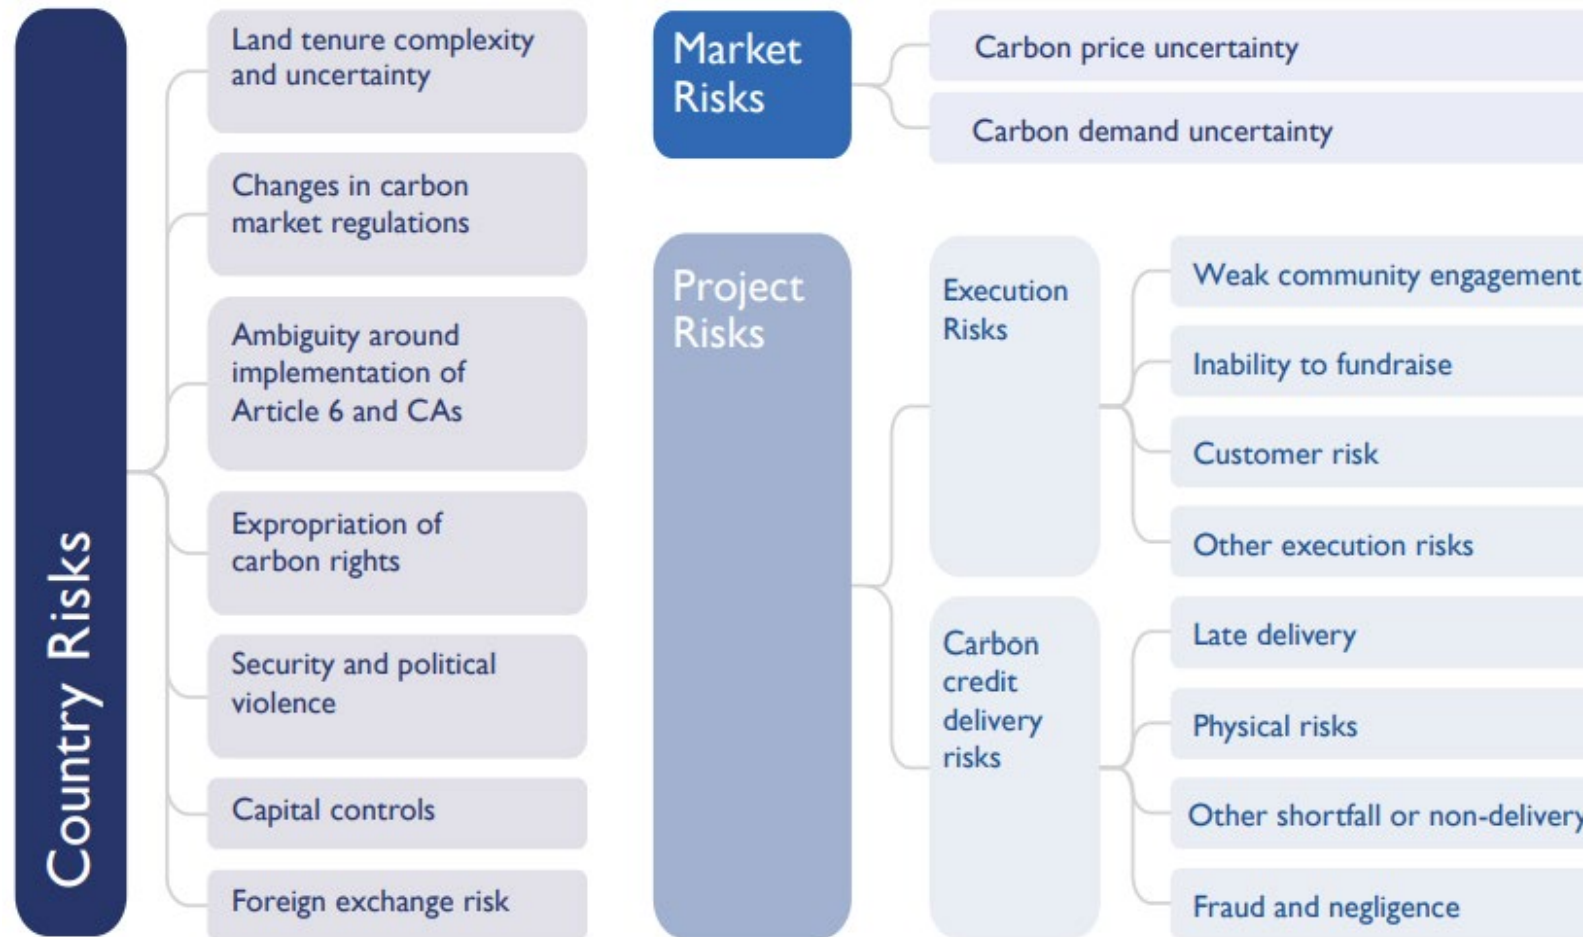 Country Risks
Land tenure complexity
and uncertainty
Changes in carbon
market regulations
Ambiguity around
implementation of
Article 6 and CAs
Expropriation of
carbon rights
Security and political
violence
Capital controls
Foreign exchange risk
Market
Risks
Carbon price uncertainty
Carbon demand uncertainty
Project
Risks
Execution
Risks
Weak community engagement
Inability to fundraise
Customer risk
Other execution risks
Carbon
credit
delivery
risks
Late delivery
Physical risks
Other shortfall or non-delivery
Fraud and negligence